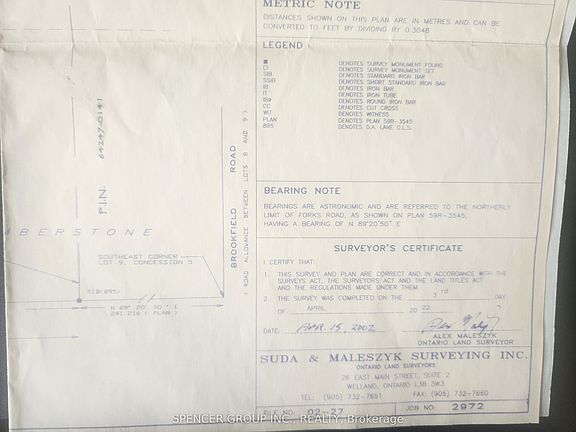 METRIC NOTE
DISTANCES SHOWN ON THIS PLAN ARE IN METRES AND CAN BE
CONVERTED TO FEET BY DIVIDING BY 0.3048
LEGEND
■ DENOTES SURVEY MONUMENT FOUND
DENOTES SURVEY MONUMENT SET
SIB DENOTES STANDARD IRON BAR
SSIB DENOTES SHORT STANDARD IRON BAR
IB DENOTES IRON BAR
IT DENOTES IRON TUBE
IBø DENOTES ROUND IRON BAR
CC DENOTES CUT CROSS
WIT DENOTES WITNESS
PLAN DENOTES PLAN 59R-3545
895 DENOTES D.A. LANE O.L.S.
PIN 64247-0141
BROOKFIELD ROAD
( ROAD ALLOWANCE BETWEEN LOTS 8 AND 9 )
BERSTONE
SOUTHEAST CORNER
LOT 9, CONCESSION 5
SIB(895)
N 89° 20' 50" E
241.216 ( PLAN )
BEARING NOTE
BEARINGS ARE ASTRONOMIC AND ARE REFERRED TO THE NORTHERLY
LIMIT OF FORKS ROAD, AS SHOWN ON PLAN 59R-3545,
HAVING A BEARING OF N 89°20'50" E
SURVEYOR'S CERTIFICATE
I CERTIFY THAT:
1. THIS SURVEY AND PLAN ARE CORRECT AND IN ACCORDANCE WITH THE
SURVEYS ACT, THE SURVEYORS ACT AND THE LAND TITLES ACT
AND THE REGULATIONS MADE UNDER THEM.
2. THE SURVEY WAS COMPLETED ON THE 3rd DAY
OF APRIL 20 02
DATE: APR. 15, 2002
ALEX MALESZYK
ONTARIO LAND SURVEYOR
SUDA & MALESZYK SURVEYING INC.
ONTARIO LAND SURVEYORS
26 EAST MAIN STREET, SUITE 2
WELLAND, ONTARIO L3B 3W3
TEL: (905) 732-7651 FAX: (905) 732-7660
FILE NO. 02-27 JOB NO. 2972
SPENCER GROUP INC., REALTY, Brokerage